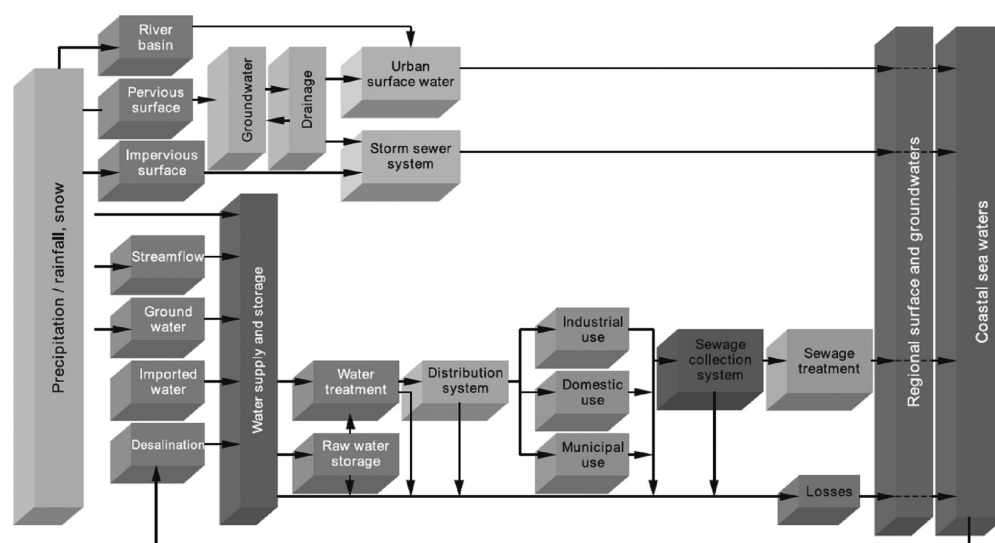 River
basin
Pervious
surface
Impervious
surface
Precipitation / rainfall, snow
Groundwater
Drainage
Urban
surface water
Storm sewer
system
Streamflow
Ground
water
Imported
water
Desalination
Water supply and storage
Water
treatment
Raw water
storage
Distribution
system
Industrial
use
Domestic
use
Municipal
use
Sewage
collection
system
Sewage
treatment
Losses
Regional surface and groundwaters
Coastal sea waters